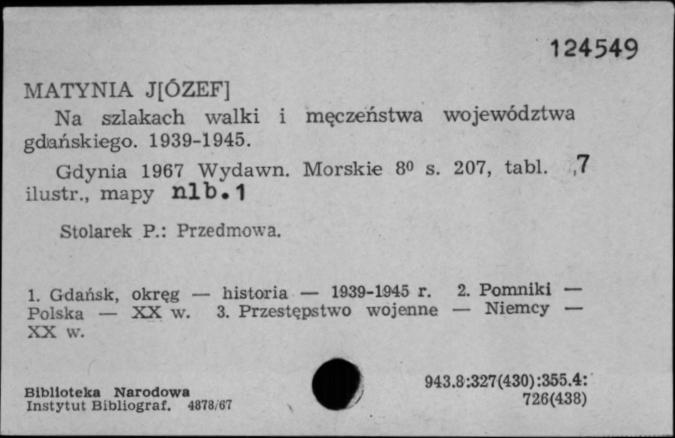 124549
MATYNIA J[ÓZEF]
Na szlakach walki i męczeństwa województwa
gdańskiego. 1939-1945.
Gdynia 1967 Wydawn. Morskie 8º s. 207, tabl. 7
ilustr., mapy nlb. 1
Stolarek P.: Przedmowa.
1. Gdańsk, okręg — historia — 1939-1945 r. 2. Pomniki —
Polska — XX w. 3. Przestępstwo wojenne — Niemcy —
XX w.
Biblioteka Narodowa 943.8:327(430):355.4:
Instytut Bibliograf. 4878/67 726(438)